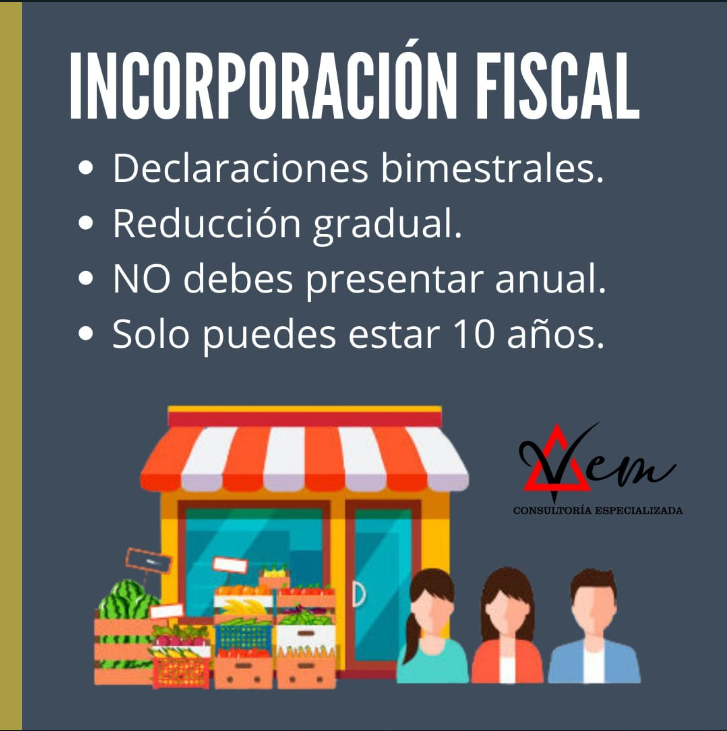 INCORPORACIÓN FISCAL
• Declaraciones bimestrales.
• Reducción gradual.
• NO debes presentar anual.
• Solo puedes estar 10 años.
Vem
CONSULTORÍA ESPECIALIZADA